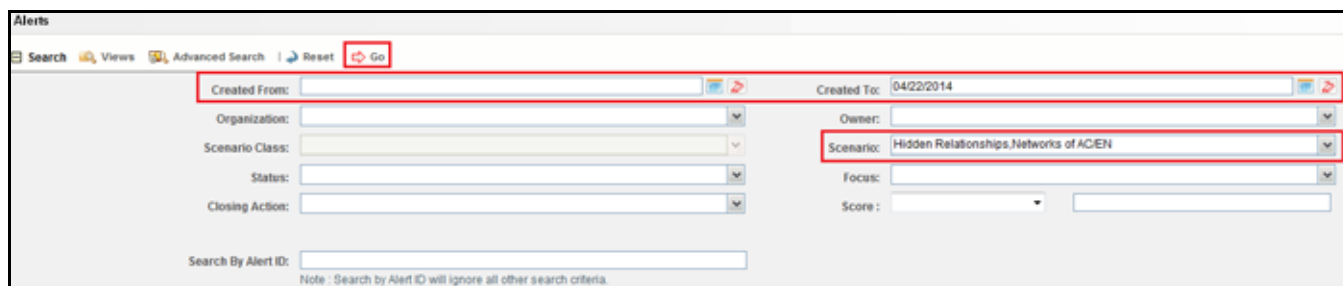 Alerts
Search Views Advanced Search | Reset Go
Created From: Created To: 04/22/2014
Organization: Owner:
Scenario Class: Scenario: Hidden Relationships,Networks of AC/EN
Status: Focus:
Closing Action: Score :
Search By Alert ID:
Note : Search by Alert ID will ignore all other search criteria.